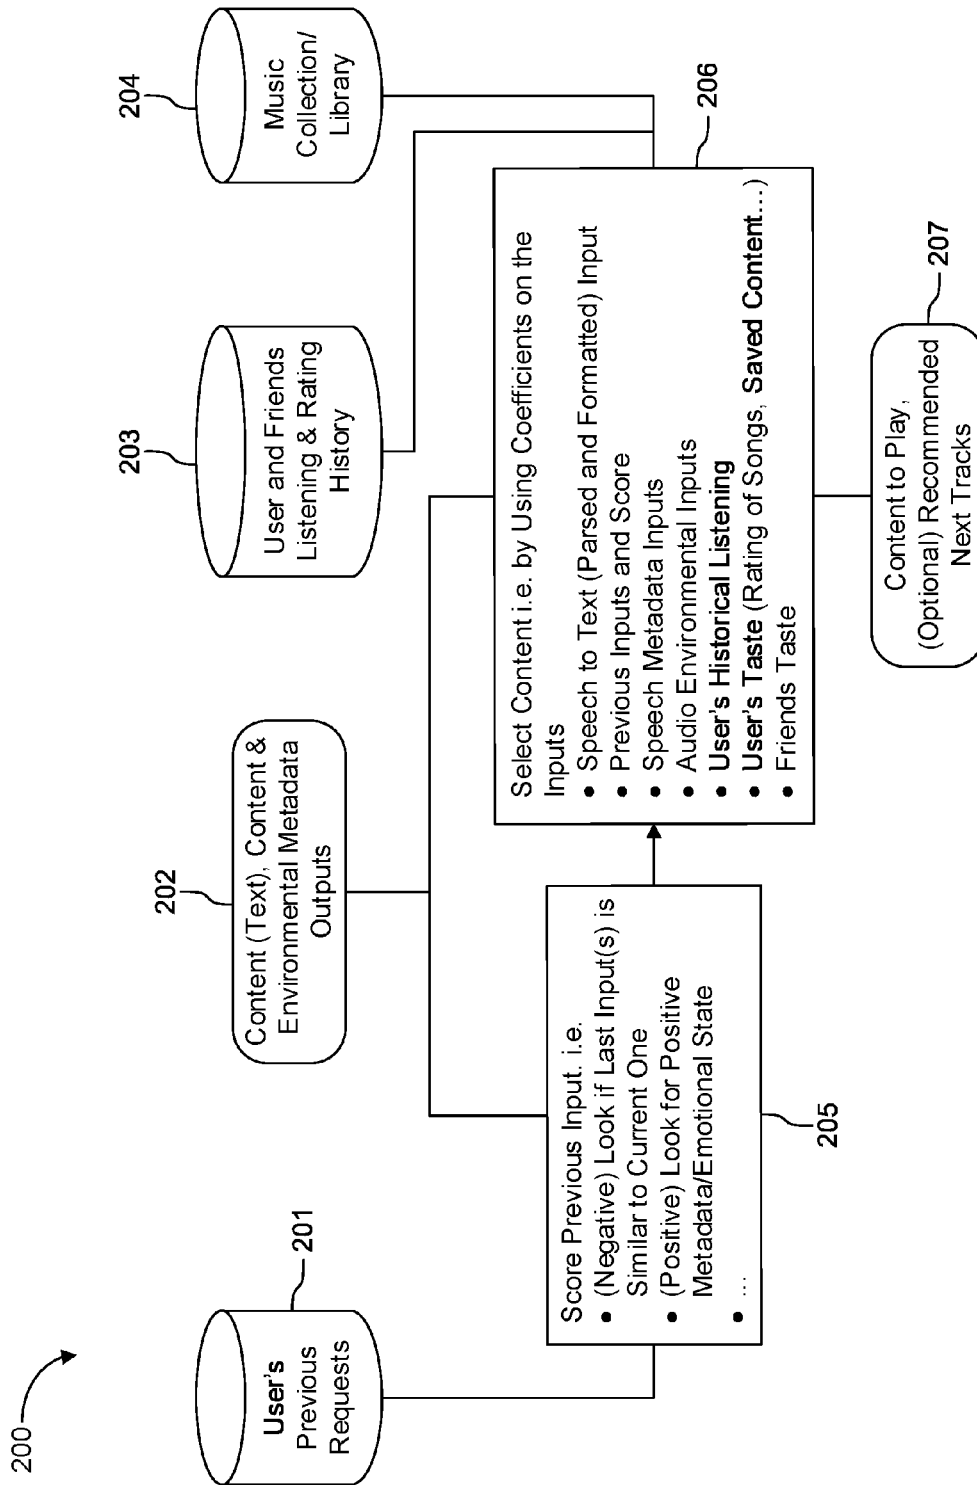 200
201
User's
Previous
Requests
202
Content (Text), Content &
Environmental Metadata
Outputs
203
User and Friends
Listening & Rating
History
204
Music
Collection/
Library
Score Previous Input. i.e.
● (Negative) Look if Last Input(s) is
Similar to Current One
● (Positive) Look for Positive
Metadata/Emotional State
● ...
205
Select Content i.e. by Using Coefficients on the
Inputs
● Speech to Text (Parsed and Formatted) Input
● Previous Inputs and Score
● Speech Metadata Inputs
● Audio Environmental Inputs
● User's Historical Listening
● User's Taste (Rating of Songs, Saved Content...)
● Friends Taste
206
Content to Play,
(Optional) Recommended
Next Tracks
207